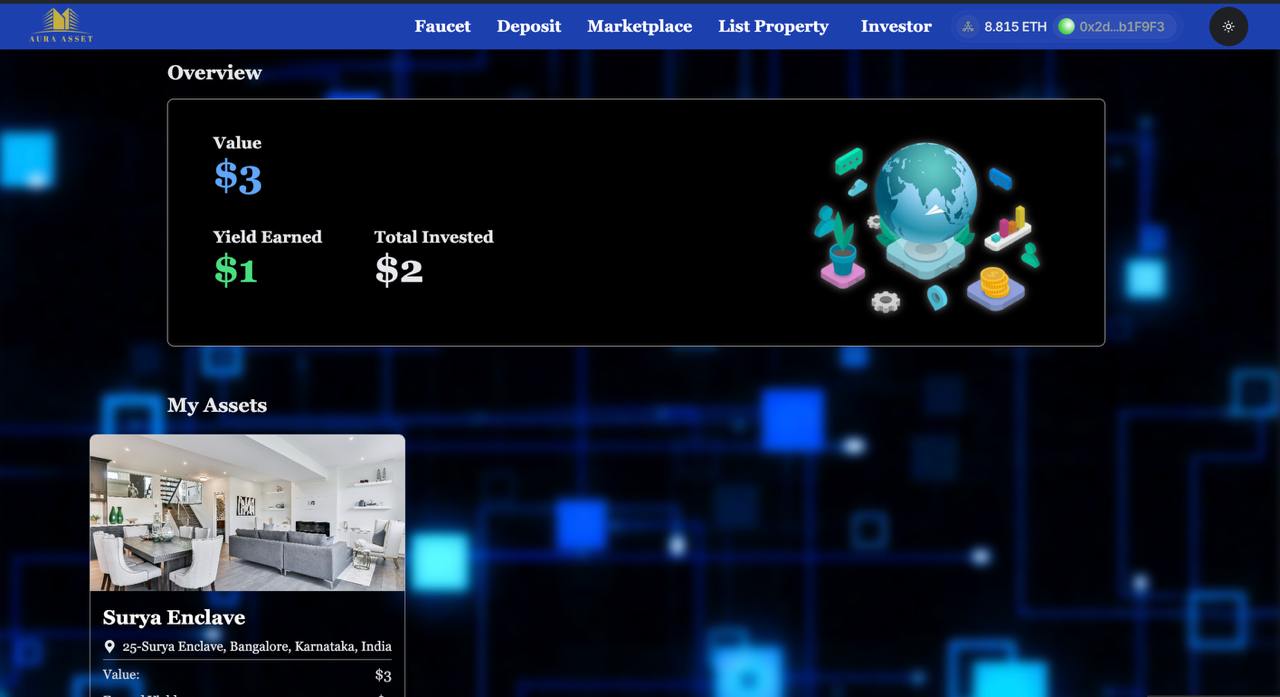 AURA ASSET
Faucet Deposit Marketplace List Property Investor 8.815 ETH 0x2d...b1F9F3
Overview
Value
$3
Yield Earned Total Invested
$1 $2
My Assets
Surya Enclave
25-Surya Enclave, Bangalore, Karnataka, India
Value: $3